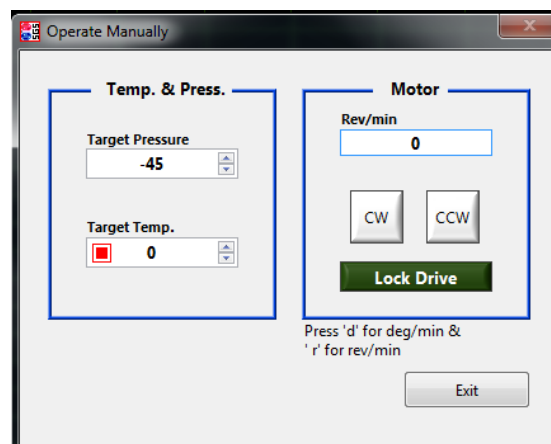 SGS Operate Manually
Temp. & Press.
Target Pressure
-45
Target Temp.
0
Motor
Rev/min
0
CW CCW
Lock Drive
Press 'd' for deg/min &
' r' for rev/min
Exit